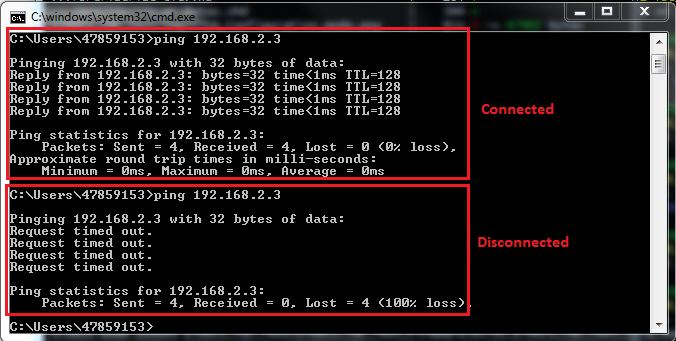 C:\windows\system32\cmd.exe
C:\Users\47859153>ping 192.168.2.3
Pinging 192.168.2.3 with 32 bytes of data:
Reply from 192.168.2.3: bytes=32 time<1ms TTL=128
Reply from 192.168.2.3: bytes=32 time<1ms TTL=128
Reply from 192.168.2.3: bytes=32 time<1ms TTL=128
Reply from 192.168.2.3: bytes=32 time<1ms TTL=128
Connected
Ping statistics for 192.168.2.3:
Packets: Sent = 4, Received = 4, Lost = 0 (0% loss),
Approximate round trip times in milli-seconds:
Minimum = 0ms, Maximum = 0ms, Average = 0ms
C:\Users\47859153>ping 192.168.2.3
Pinging 192.168.2.3 with 32 bytes of data:
Request timed out.
Request timed out.
Request timed out.
Request timed out.
Disconnected
Ping statistics for 192.168.2.3:
Packets: Sent = 4, Received = 0, Lost = 4 (100% loss),
C:\Users\47859153>